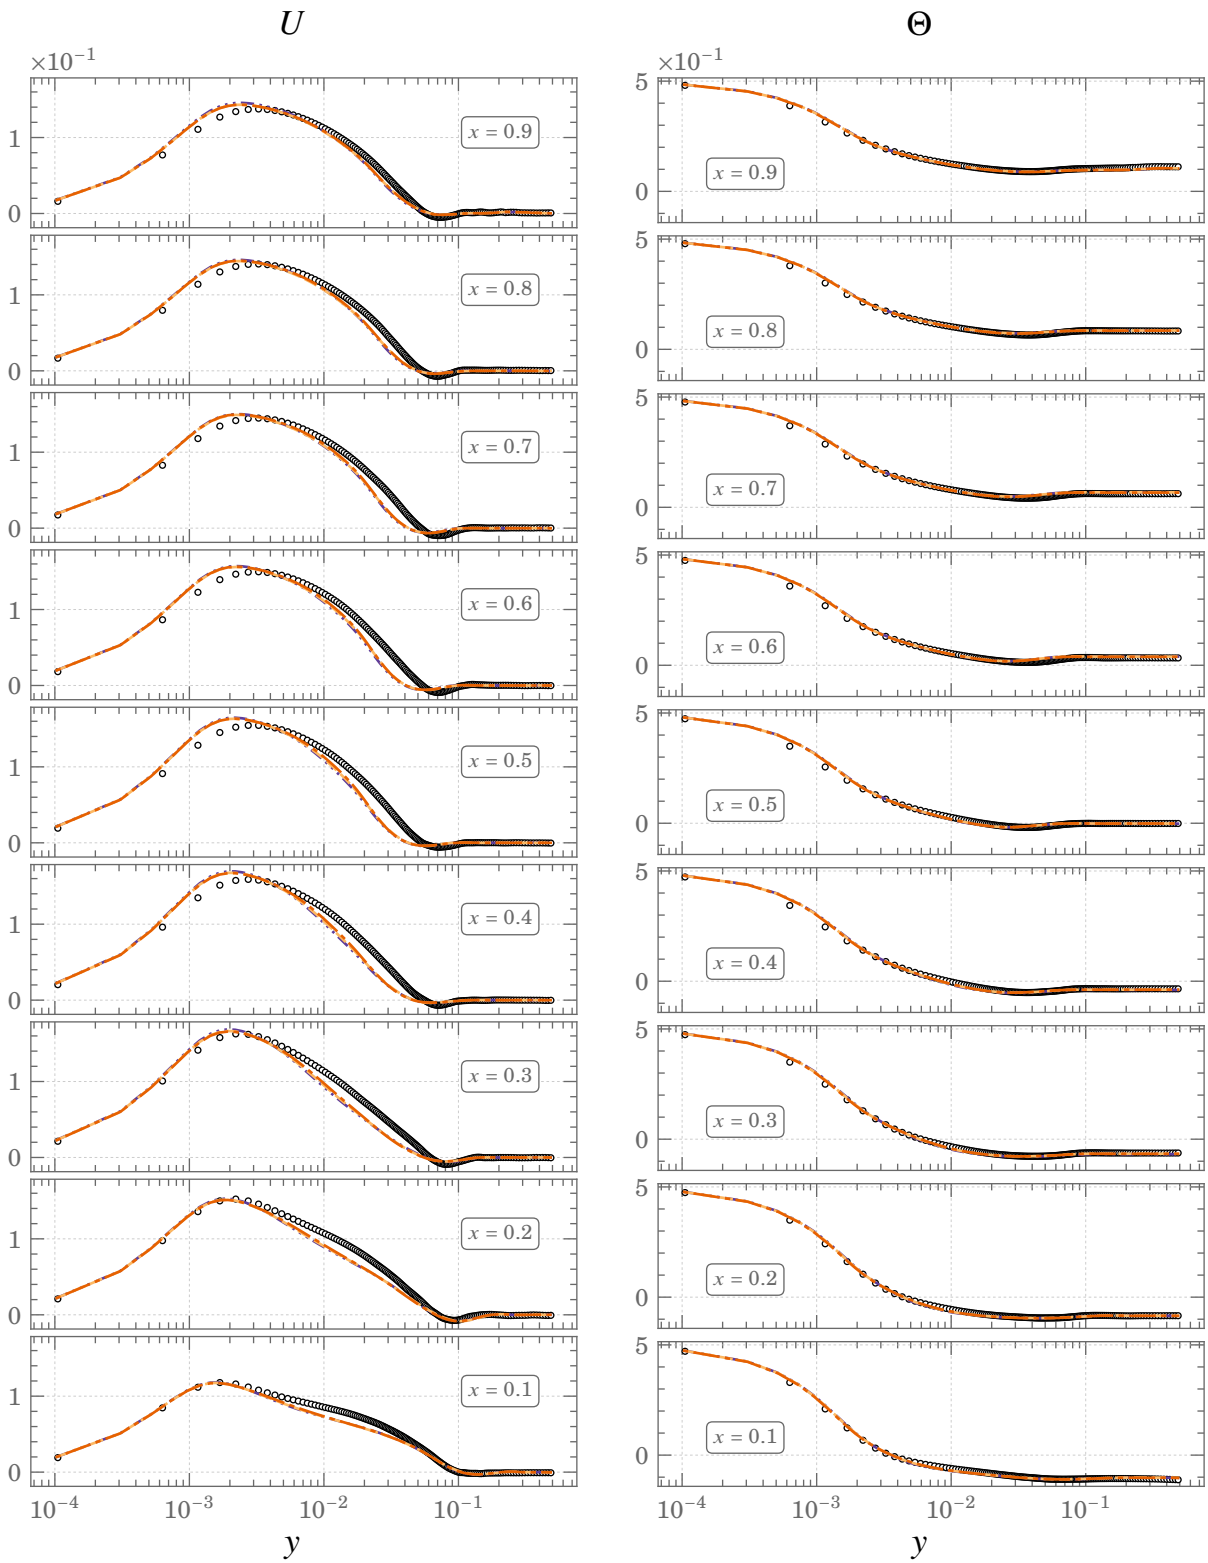 U Θ
×10⁻¹ ×10⁻¹
1
0
x = 0.9
5
0
x = 0.9
1
0
x = 0.8
5
0
x = 0.8
1
0
x = 0.7
5
0
x = 0.7
1
0
x = 0.6
5
0
x = 0.6
1
0
x = 0.5
5
0
x = 0.5
1
0
x = 0.4
5
0
x = 0.4
1
0
x = 0.3
5
0
x = 0.3
1
0
x = 0.2
5
0
x = 0.2
1
0
x = 0.1
5
0
x = 0.1
10⁻⁴ 10⁻³ 10⁻² 10⁻¹ 10⁻⁴ 10⁻³ 10⁻² 10⁻¹
y y